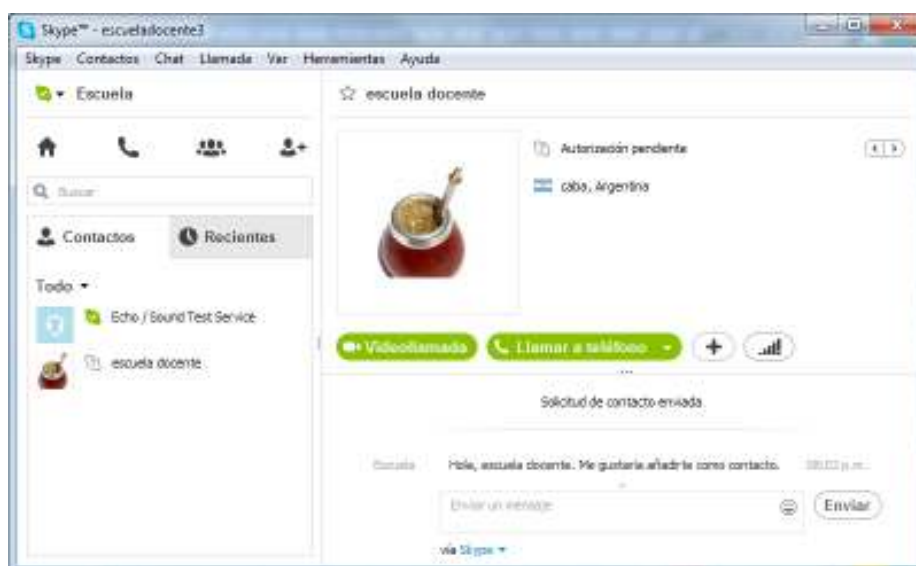 Skype™ - escueladocente3
Skype Contactos Chat Llamada Ver Herramientas Ayuda
Escuela
Buscar
Contactos
Recientes
Todo
Echo / Sound Test Service
escuela docente
escuela docente
Autorización pendiente
caba, Argentina
Videollamada
Llamar a teléfono
Solicitud de contacto enviada
Escuela
Hola, escuela docente. Me gustaría añadirte como contacto.
Enviar un mensaje
Enviar
vía Skype